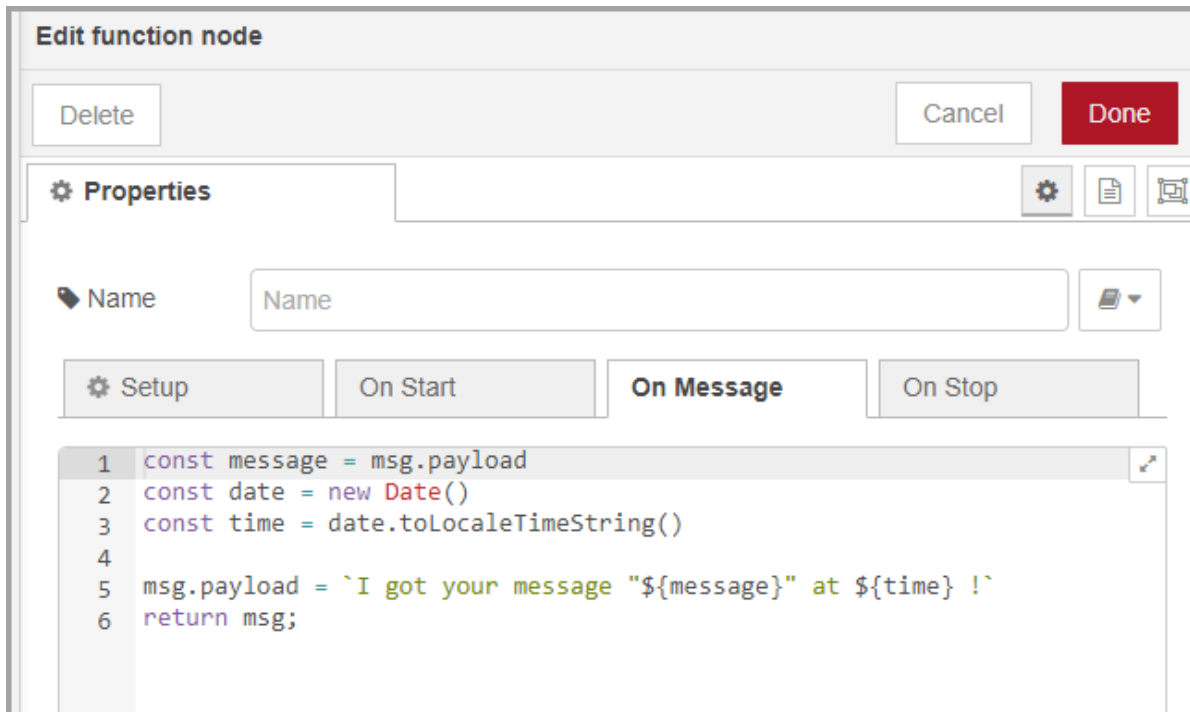 Edit function node
Delete Cancel Done
Properties
Name Name
Setup On Start On Message On Stop
1 const message = msg.payload
2 const date = new Date()
3 const time = date.toLocaleTimeString()
4
5 msg.payload = `I got your message "${message}" at ${time} !`
6 return msg;